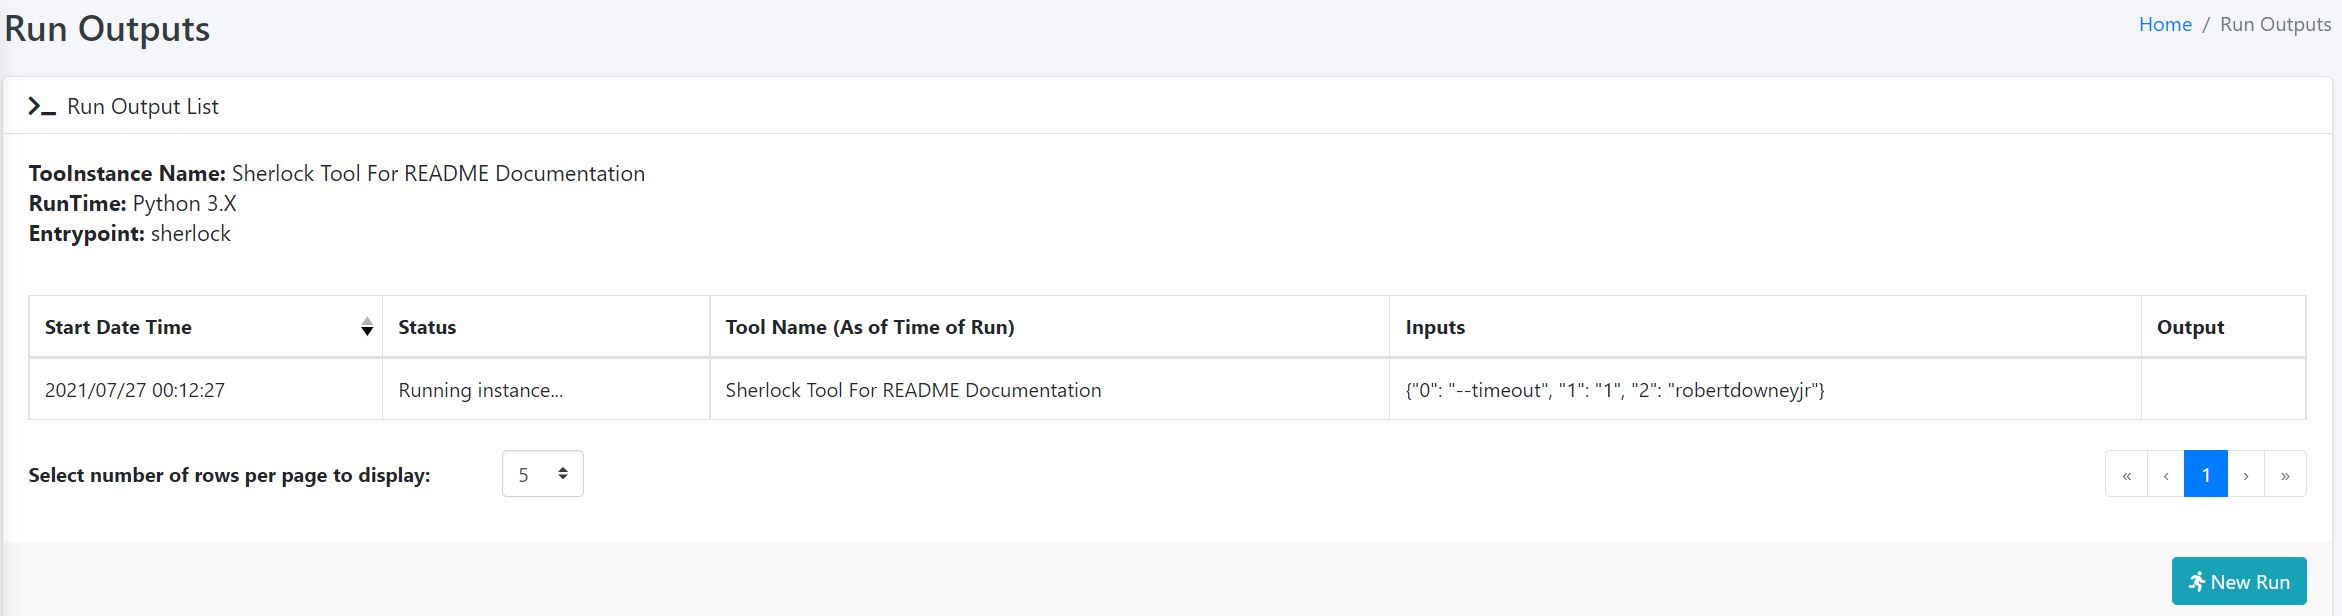 Run Outputs
Home / Run Outputs
Run Output List
ToolInstance Name: Sherlock Tool For README Documentation
RunTime: Python 3.X
Entrypoint: sherlock
Start Date Time Status Tool Name (As of Time of Run) Inputs Output
2021/07/27 00:12:27 Running instance... Sherlock Tool For README Documentation {"0": "--timeout", "1": "1", "2": "robertdowneyjr"}
Select number of rows per page to display: 5 « ‹ 1 › »
New Run